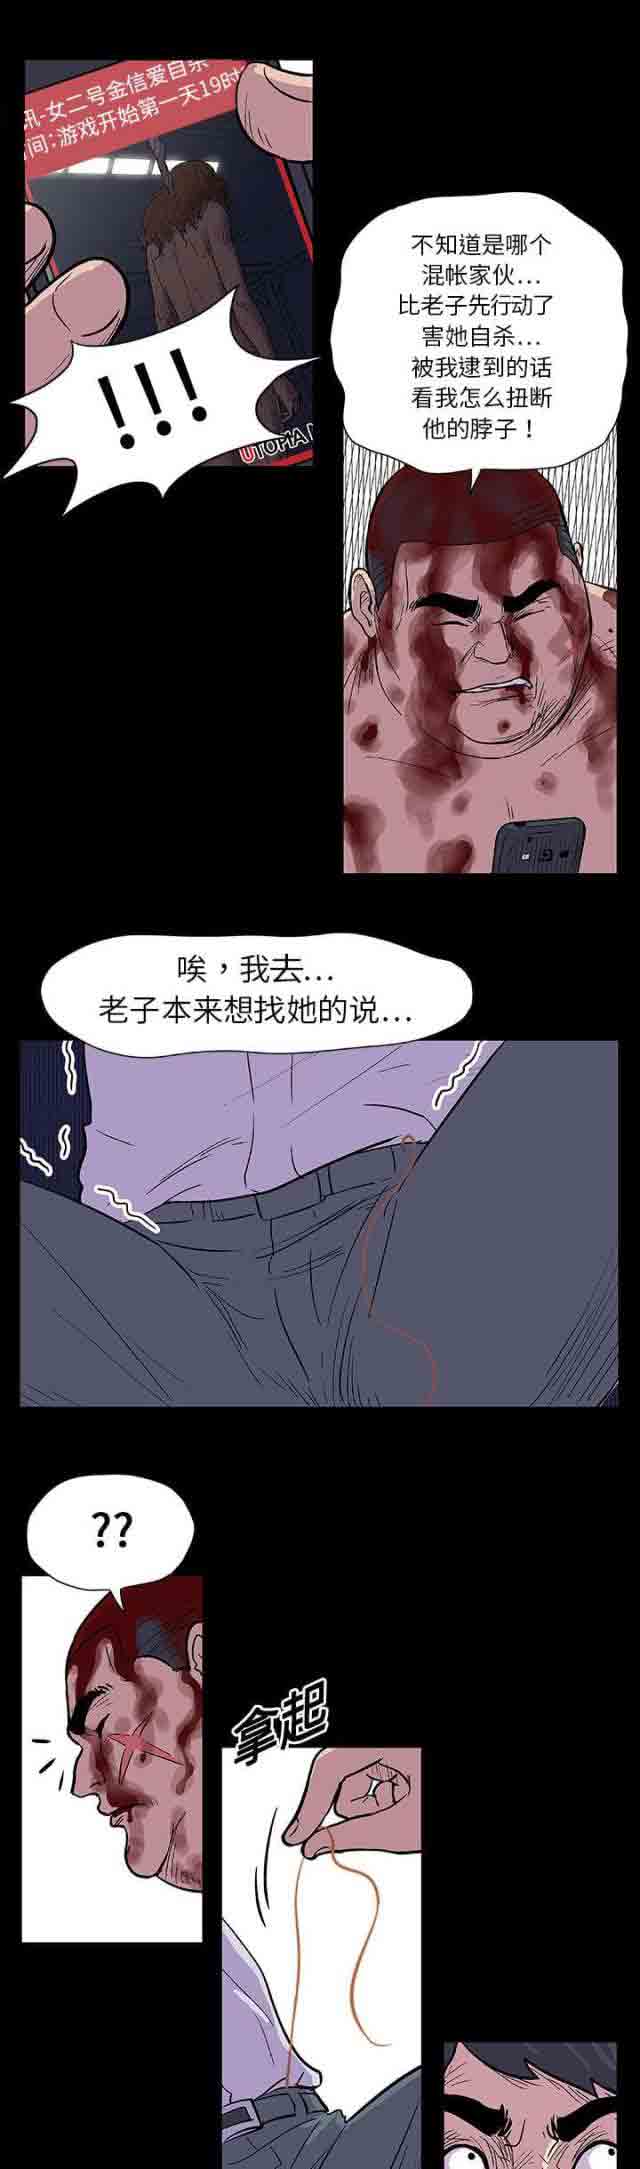 讯-女二号金信爱自杀
间:游戏开始第一天19时
!!!
UTOPIA
不知道是哪个
混帐家伙...
比老子先行动了
害她自杀...
被我逮到的话
看我怎么扭断
他的脖子！
唉，我去...
老子本来想找她的说...
??
拿起